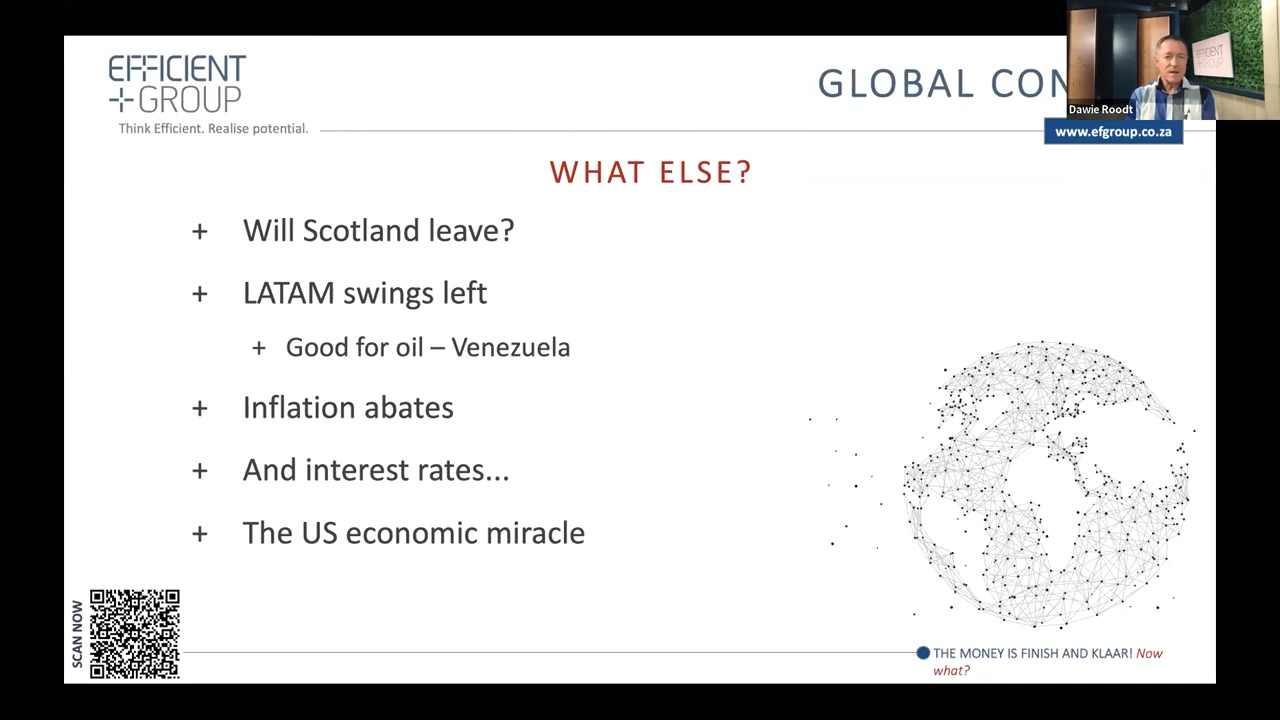 EFFICIENT
GROUP
Think Efficient. Realise potential.
GLOBAL CON
Dawie Roodt
EFFICIENT
GROUP
www.efgroup.co.za
WHAT ELSE?
+ Will Scotland leave?
+ LATAM swings left
+ Good for oil – Venezuela
+ Inflation abates
+ And interest rates...
+ The US economic miracle
SCAN NOW
THE MONEY IS FINISH AND KLAAR! Now
what?